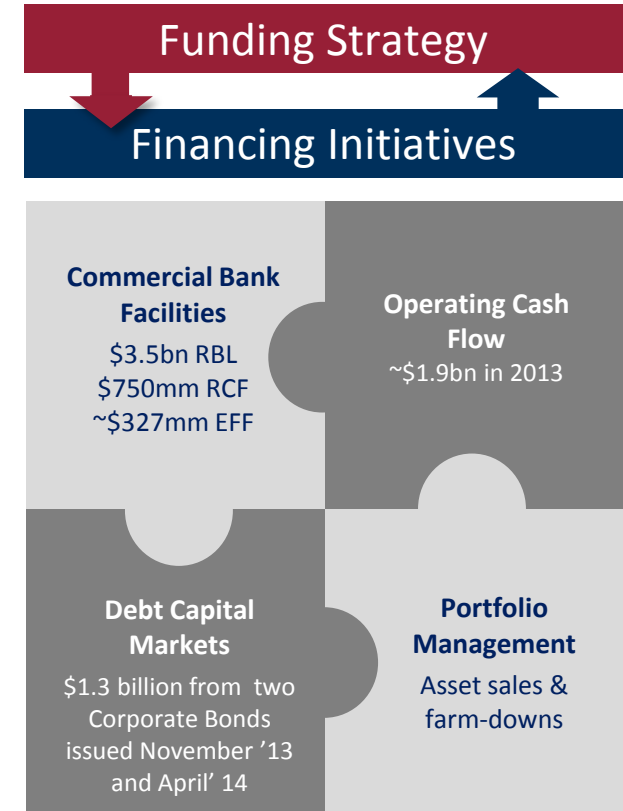 Funding Strategy
Financing Initiatives
Commercial Bank
Facilities
$3.5bn RBL
$750mm RCF
~$327mm EFF
Operating Cash
Flow
~$1.9bn in 2013
Debt Capital
Markets
$1.3 billion from  two
Corporate Bonds
issued November ’13
and April’ 14
Portfolio
Management
Asset sales &
farm-downs